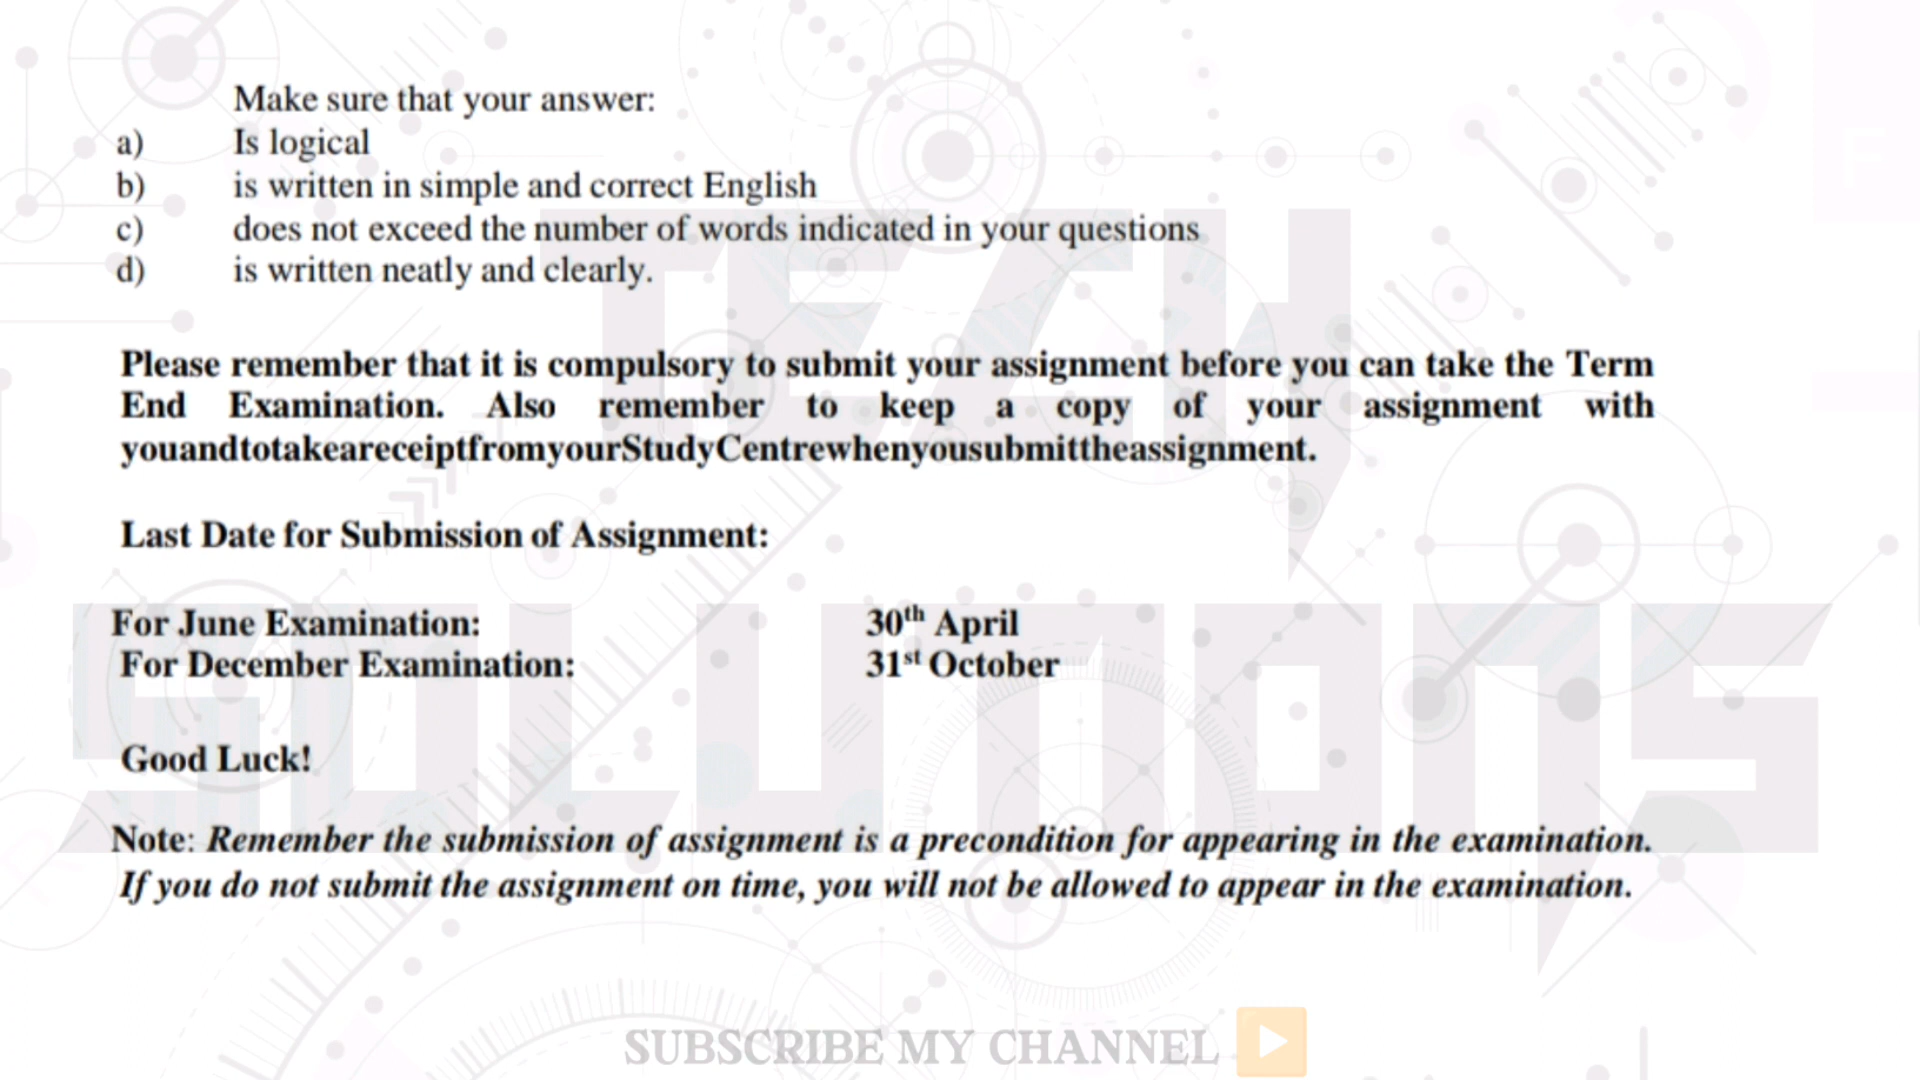 Make sure that your answer:
a) Is logical
b) is written in simple and correct English
c) does not exceed the number of words indicated in your questions
d) is written neatly and clearly.
Please remember that it is compulsory to submit your assignment before you can take the Term
End Examination. Also remember to keep a copy of your assignment with
youandtotakeareceiptfromyourStudyCentrewhenyousubmittheassignment.
Last Date for Submission of Assignment:
For June Examination: 30th April
For December Examination: 31st October
Good Luck!
Note: Remember the submission of assignment is a precondition for appearing in the examination.
If you do not submit the assignment on time, you will not be allowed to appear in the examination.
TECH
SOLUTIONS
SUBSCRIBE MY CHANNEL